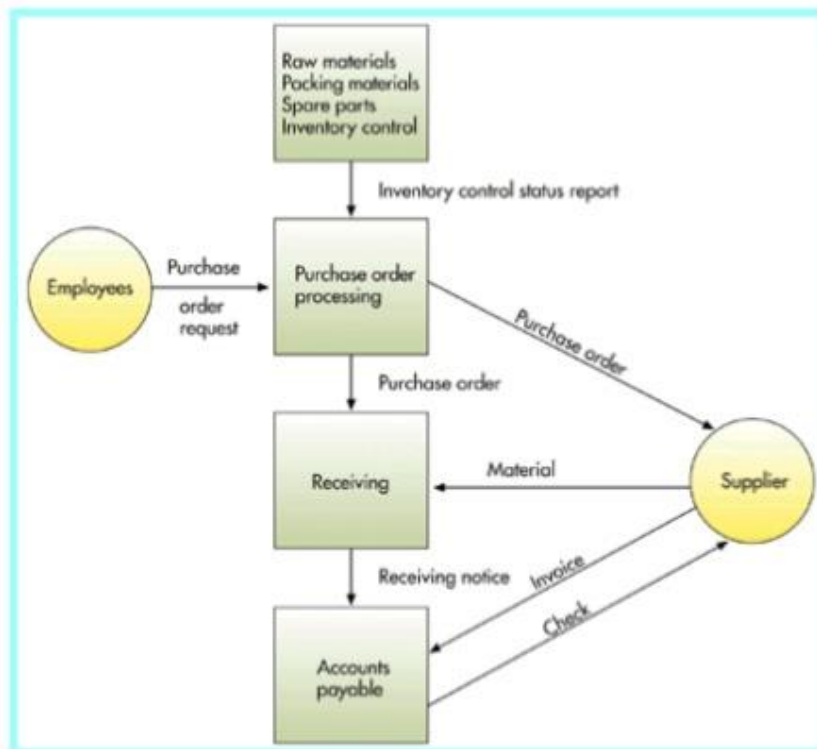 Raw materials
Packing materials
Spare parts
Inventory control
Inventory control status report
Employees
Purchase
order
request
Purchase order
processing
Purchase order
Purchase order
Receiving
Material
Supplier
Receiving notice
Invoice
Check
Accounts
payable